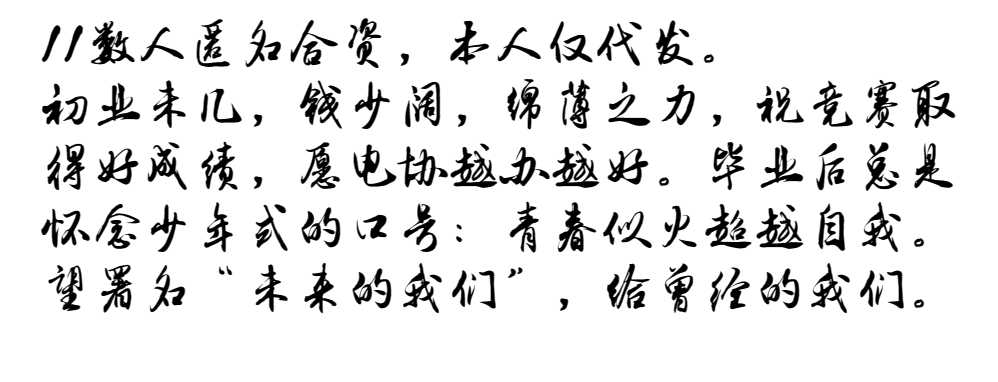 11数人匿名合资，本人仅代发。
初业未几，钱少阔，绵薄之力，祝竞赛取
得好成绩，愿电协越办越好。毕业后总是
怀念少年式的口号：青春似火超越自我。
望署名“未来的我们”，给曾经的我们。